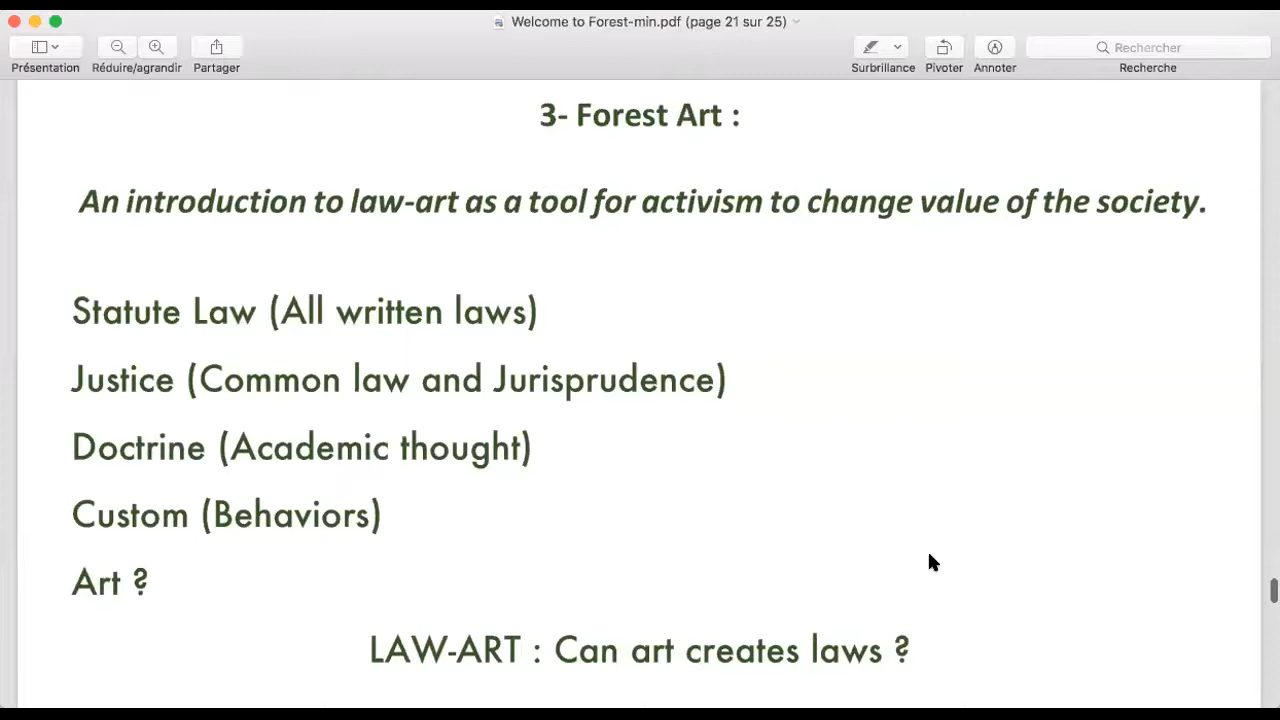 Welcome to Forest-min.pdf (page 21 sur 25)
Présentation
Réduire/agrandir
Partager
Surbrillance
Pivoter
Annoter
Rechercher
Recherche
3- Forest Art :
An introduction to law-art as a tool for activism to change value of the society.
Statute Law (All written laws)
Justice (Common law and Jurisprudence)
Doctrine (Academic thought)
Custom (Behaviors)
Art ?
LAW-ART : Can art creates laws ?